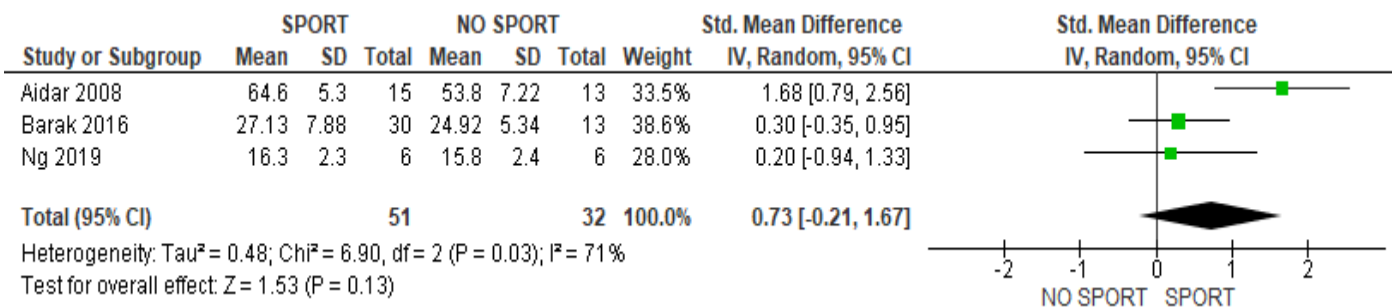 SPORT NO SPORT Std. Mean Difference Std. Mean Difference
Study or Subgroup Mean SD Total Mean SD Total Weight IV, Random, 95% CI IV, Random, 95% CI
Aidar 2008 64.6 5.3 15 53.8 7.22 13 33.5% 1.68 [0.79, 2.56]
Barak 2016 27.13 7.88 30 24.92 5.34 13 38.6% 0.30 [-0.35, 0.95]
Ng 2019 16.3 2.3 6 15.8 2.4 6 28.0% 0.20 [-0.94, 1.33]
Total (95% CI) 51 32 100.0% 0.73 [-0.21, 1.67]
Heterogeneity: Tau² = 0.48; Chi² = 6.90, df = 2 (P = 0.03); I² = 71%
Test for overall effect: Z = 1.53 (P = 0.13)
-2 -1 0 1 2
NO SPORT SPORT